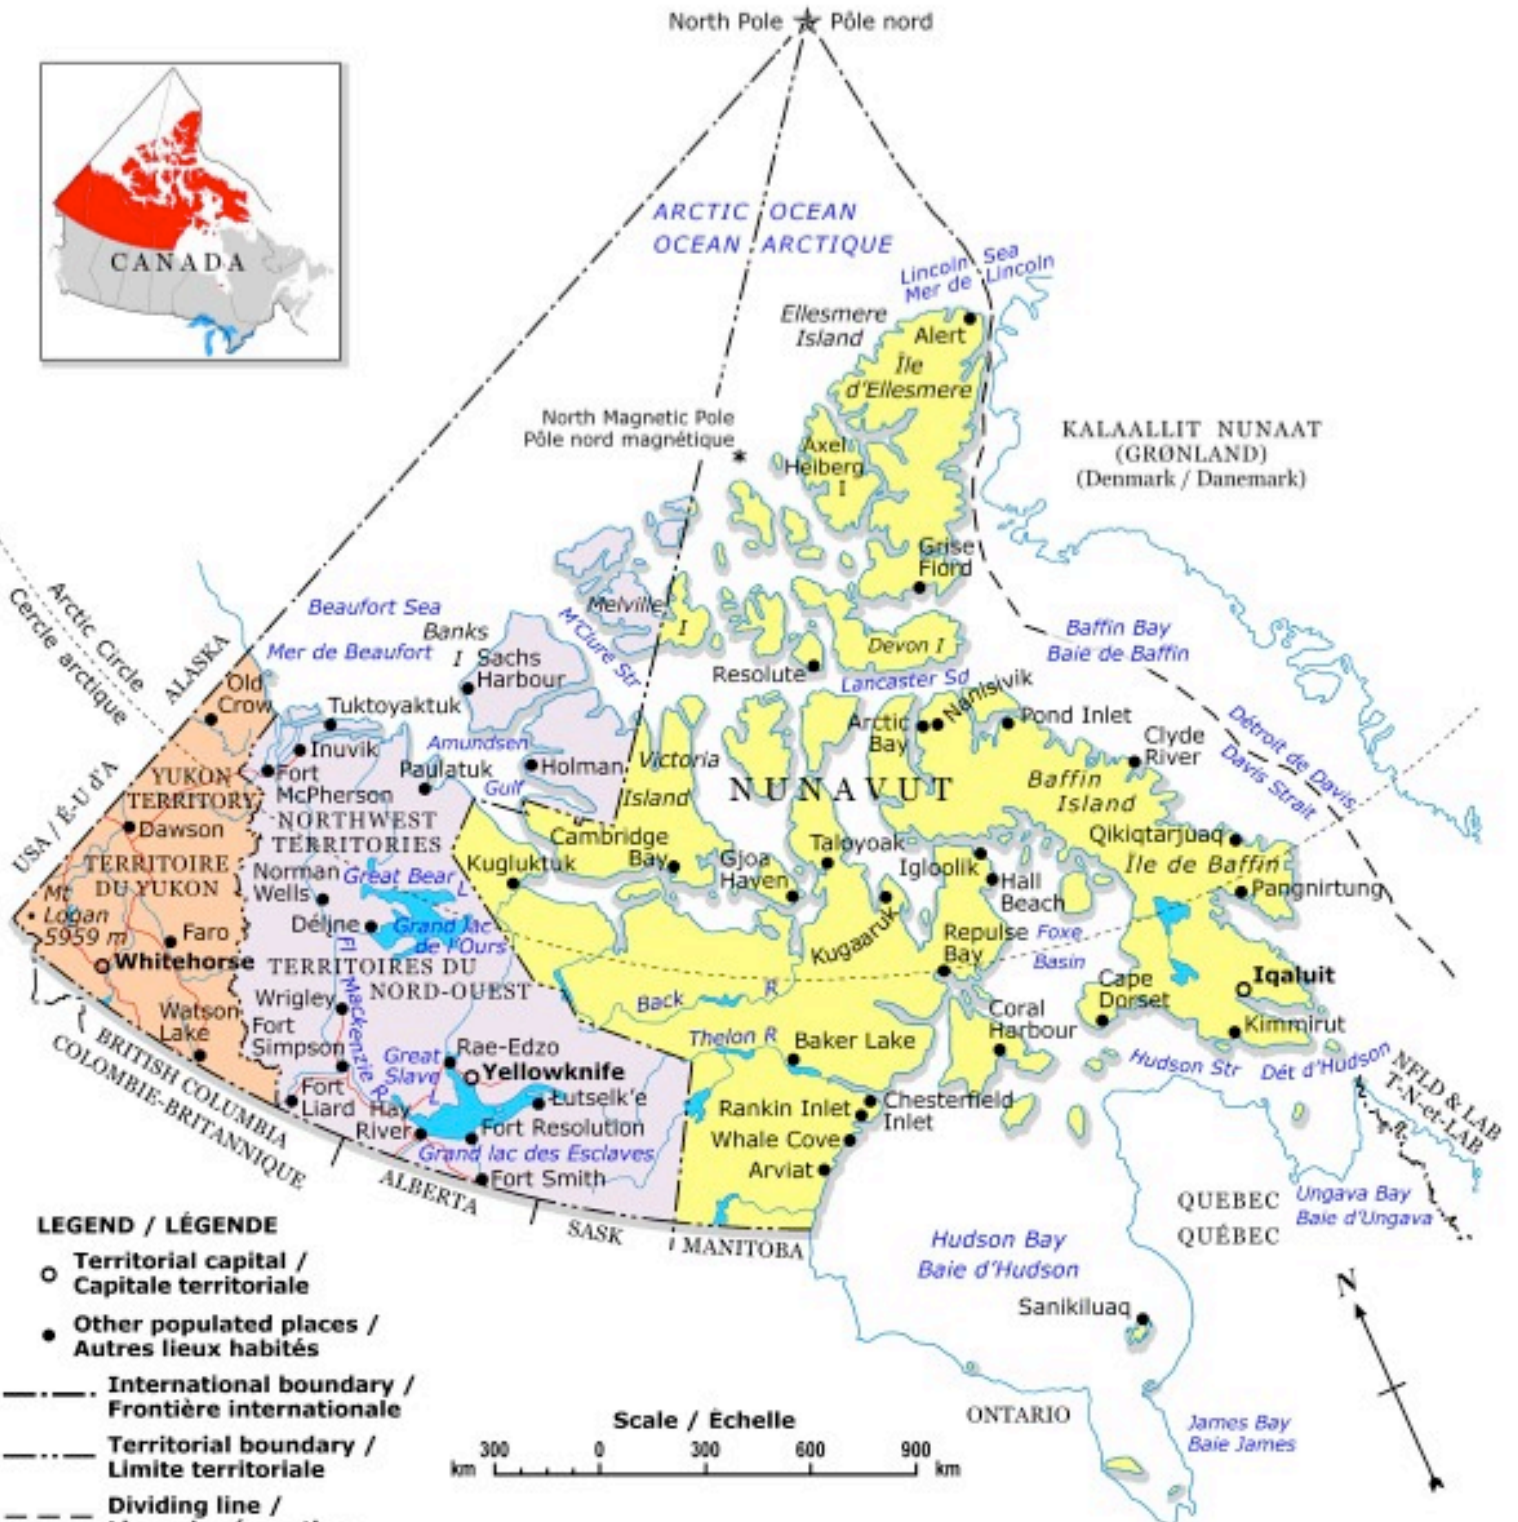 North Pole
Pôle nord
CANADA
ARCTIC OCEAN
OCEAN ARCTIQUE
Lincoln Sea
Mer de Lincoln
Ellesmere
Island
Alert
Île
d'Ellesmere
North Magnetic Pole
Pôle nord magnétique
Axel
Heiberg
I
KALAALLIT NUNAAT
(GRØNLAND)
(Denmark / Danemark)
Grise
Fiord
Arctic Circle
Cercle arctique
Beaufort Sea
Mer de Beaufort
Banks
I
Sachs
Harbour
Melville
I
M'Clure Str
Devon I
Resolute
Lancaster Sd
Baffin Bay
Baie de Baffin
ALASKA
USA / É-U d'A
Old
Crow
Tuktoyaktuk
Inuvik
Fort
McPherson
Amundsen
Gulf
Paulatuk
Holman
Victoria
Island
NUNAVUT
Arctic
Bay
Nanisivik
Pond Inlet
Clyde
River
Détroit de Davis
Davis Strait
Baffin
Island
YUKON
TERRITORY
Dawson
TERRITOIRE
DU YUKON
Mt
Logan
5959 m
Faro
Whitehorse
Watson
Lake
NORTHWEST
TERRITORIES
Norman
Wells
Great Bear
L
Déline
Grand lac
de l'Ours
Kugluktuk
Cambridge
Bay
Gjoa
Haven
Taloyoak
Igloolik
Hall
Beach
Qikiqtarjuaq
Île de Baffin
Pangnirtung
Kugaaruk
Repulse
Bay
Foxe
Basin
Cape
Dorset
Iqaluit
Kimmirut
TERRITOIRES DU
NORD-OUEST
Wrigley
Fl Mackenzie R
Fort
Simpson
Fort
Liard
Hay
River
Great
Slave
L
Rae-Edzo
Yellowknife
Łutselk'e
Fort Resolution
Grand lac des Esclaves
Fort Smith
Back
R
Thelon R
Baker Lake
Coral
Harbour
Rankin Inlet
Chesterfield
Inlet
Whale Cove
Arviat
Hudson Str
Dét d'Hudson
NFLD & LAB
T-N-et-LAB
BRITISH COLUMBIA
COLOMBIE-BRITANNIQUE
ALBERTA
SASK
MANITOBA
QUEBEC
QUÉBEC
Ungava Bay
Baie d'Ungava
Hudson Bay
Baie d'Hudson
Sanikiluaq
ONTARIO
James Bay
Baie James
N
LEGEND / LÉGENDE
Territorial capital /
Capitale territoriale
Other populated places /
Autres lieux habités
International boundary /
Frontière internationale
Territorial boundary /
Limite territoriale
Dividing line /
Scale / Échelle
300 0 300 600 900
km km